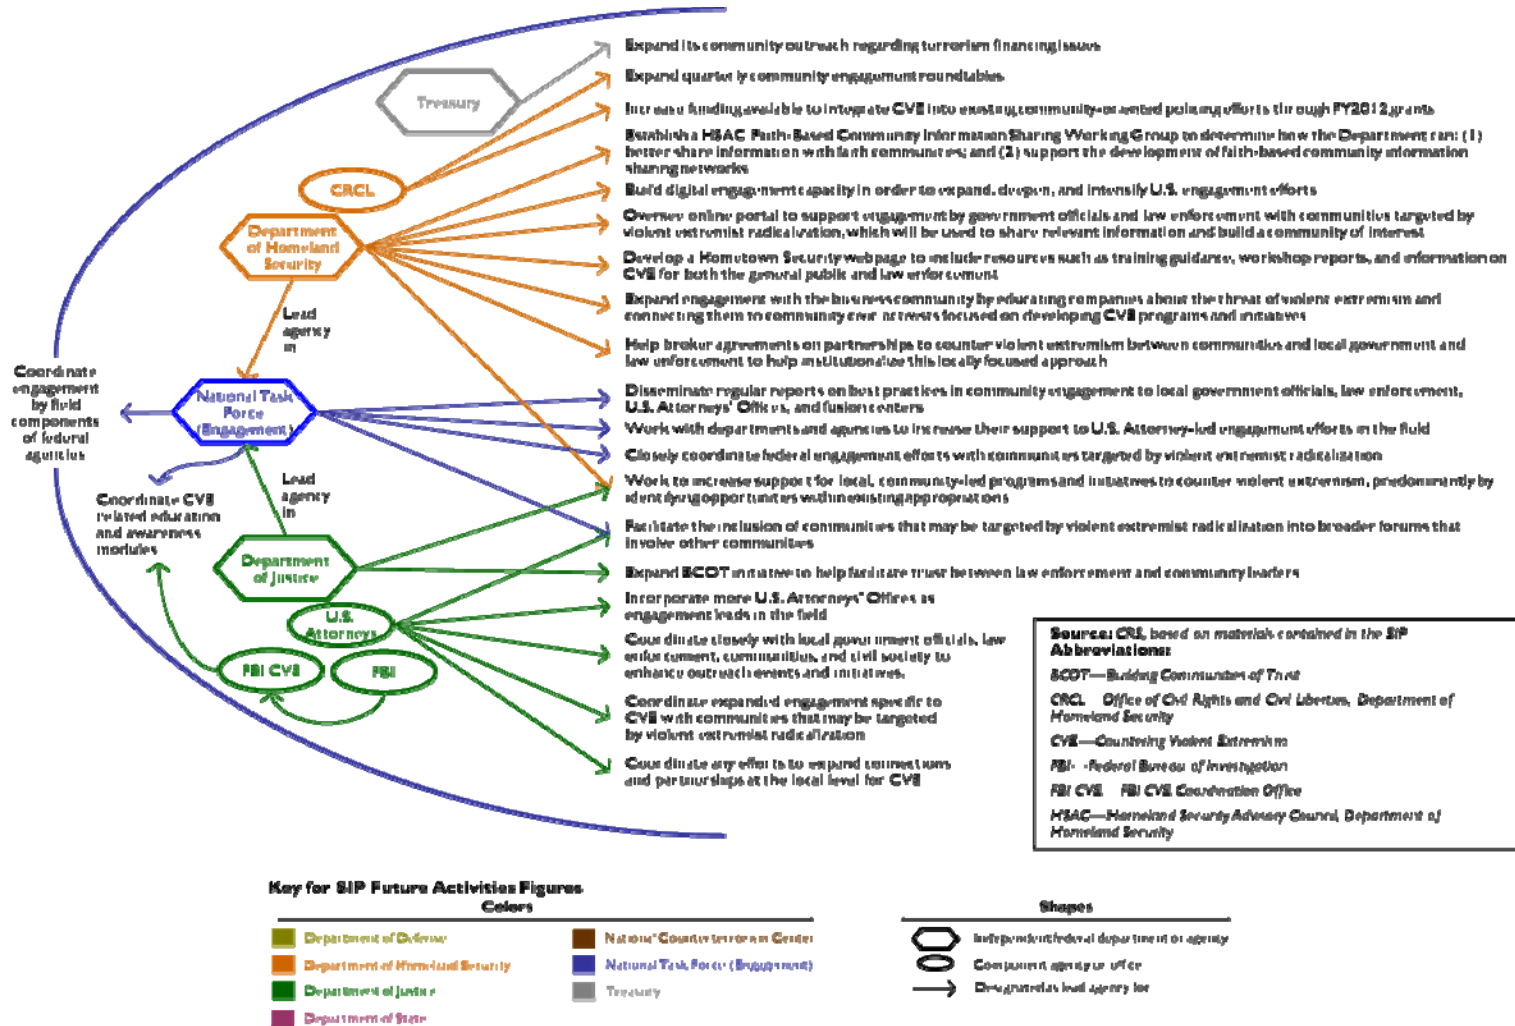 Expand its community outreach regarding terrorism financing issues
Treasury
Expand quarterly community engagement roundtables
Increase funding available to integrate CVE into existing community-oriented policing efforts through FY2012 grants
Establish a HSAC Faith-Based Community Information Sharing Working Group to determine how the Department can: (1)
better share information with faith communities; and (2) support the development of faith-based community information
sharing networks
CRCL
Build digital engagement capacity in order to expand, deepen, and intensify U.S. engagement efforts
Department
of Homeland
Security
Oversee online portal to support engagement by government officials and law enforcement with communities targeted by
violent extremist radicalization, which will be used to share relevant information and build a community of interest
Develop a Hometown Security webpage to include resources such as training guidance, workshop reports, and information on
CVE for both the general public and law enforcement
Expand engagement with the business community by educating companies about the threat of violent extremism and
connecting them to community civic activists focused on developing CVE programs and initiatives
Lead
agency
in
Help broker agreements on partnerships to counter violent extremism between communities and local government and
law enforcement to help institutionalize this locally focused approach
Coordinate
engagement
by field
components
of federal
agencies
National Task
Force
(Engagement)
Disseminate regular reports on best practices in community engagement to local government officials, law enforcement,
U.S. Attorneys' Offices, and fusion centers
Work with departments and agencies to increase their support to U.S. Attorney-led engagement efforts in the field
Closely coordinate federal engagement efforts with communities targeted by violent extremist radicalization
Lead
agency
in
Work to increase support for local, community-led programs and initiatives to counter violent extremism, predominantly by
identifying opportunities within existing appropriations
Coordinate CVE
related education
and awareness
modules
Facilitate the inclusion of communities that may be targeted by violent extremist radicalization into broader forums that
involve other communities
Department
of Justice
Expand BCOT initiative to help facilitate trust between law enforcement and community leaders
Incorporate more U.S. Attorneys' Offices as
engagement leads in the field
U.S.
Attorneys
Coordinate closely with local government officials, law
enforcement, communities, and civil society to
enhance outreach events and initiatives.
FBI CVE
FBI
Coordinate expanded engagement specific to
CVE with communities that may be targeted
by violent extremist radicalization
Coordinate any efforts to expand connections
and partnerships at the local level for CVE
Source: CRS, based on materials contained in the SIP
Abbreviations:
BCOT—Building Communities of Trust
CRCL Office of Civil Rights and Civil Liberties, Department of
Homeland Security
CVE—Countering Violent Extremism
FBI- -Federal Bureau of Investigation
FBI CVE FBI CVE Coordination Office
HSAC—Homeland Security Advisory Council, Department of
Homeland Security
Key for SIP Future Activities Figures
Colors
Department of Defense
Department of Homeland Security
Department of Justice
Department of State
National Counterterrorism Center
National Task Force (Engagement)
Treasury
Shapes
Independent federal department or agency
Component agency or office
Designated as lead agency for